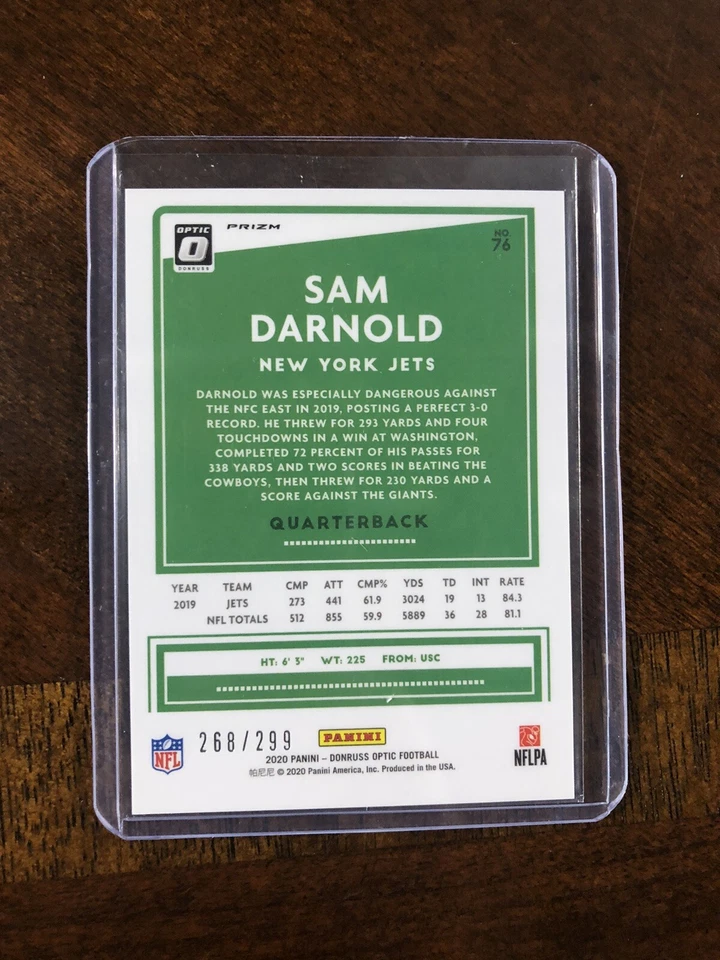 OPTIC
O
DONRUSS
PRIZM
NO.
76
SAM
DARNOLD
NEW YORK JETS
DARNOLD WAS ESPECIALLY DANGEROUS AGAINST
THE NFC EAST IN 2019, POSTING A PERFECT 3-0
RECORD. HE THREW FOR 293 YARDS AND FOUR
TOUCHDOWNS IN A WIN AT WASHINGTON,
COMPLETED 72 PERCENT OF HIS PASSES FOR
338 YARDS AND TWO SCORES IN BEATING THE
COWBOYS, THEN THREW FOR 230 YARDS AND A
SCORE AGAINST THE GIANTS.
QUARTERBACK
YEAR TEAM CMP ATT CMP% YDS TD INT RATE
2019 JETS 273 441 61.9 3024 19 13 84.3
NFL TOTALS 512 855 59.9 5889 36 28 81.1
HT: 6' 3" WT: 225 FROM: USC
NFL
268/299
PANINI
NFLPA
2020 PANINI – DONRUSS OPTIC FOOTBALL
帕尼尼 © 2020 Panini America, Inc. Produced in the USA.